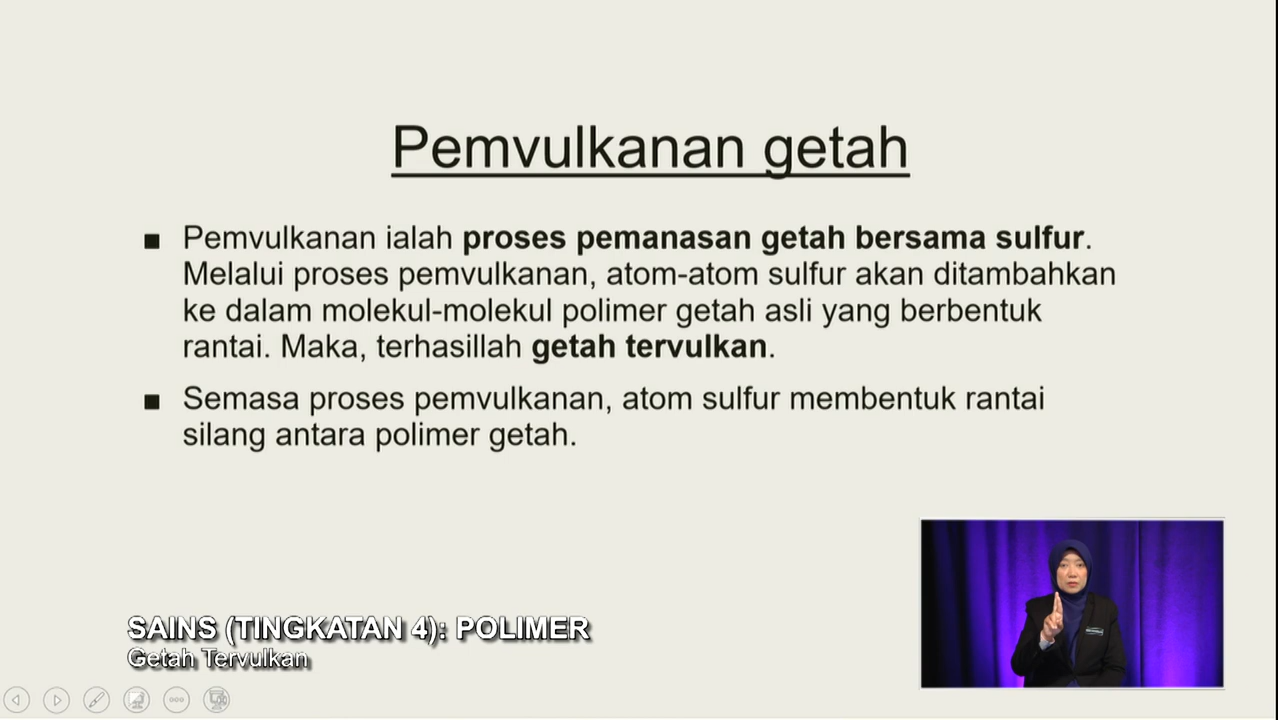 Pemvulkanan getah
■ Pemvulkanan ialah proses pemanasan getah bersama sulfur.
Melalui proses pemvulkanan, atom-atom sulfur akan ditambahkan
ke dalam molekul-molekul polimer getah asli yang berbentuk
rantai. Maka, terhasillah getah tervulkan.
■ Semasa proses pemvulkanan, atom sulfur membentuk rantai
silang antara polimer getah.
SAINS (TINGKATAN 4): POLIMER
Getah Tervulkan